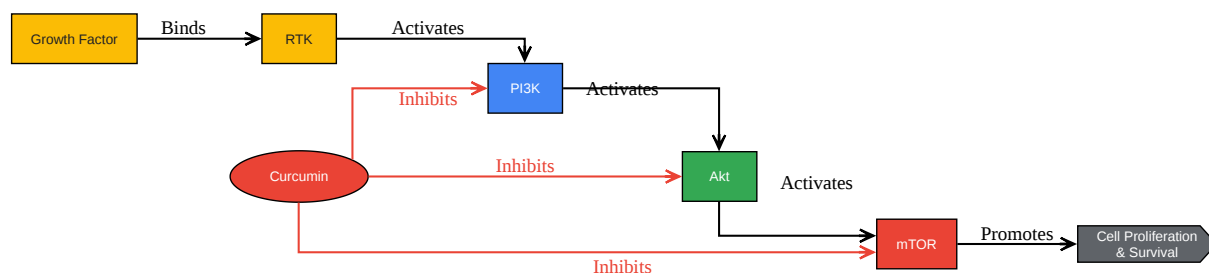 Growth Factor
Binds
RTK
Activates
PI3K
Activates
Inhibits
Curcumin
Inhibits
Akt
Activates
mTOR
Promotes
Cell Proliferation
& Survival
Inhibits